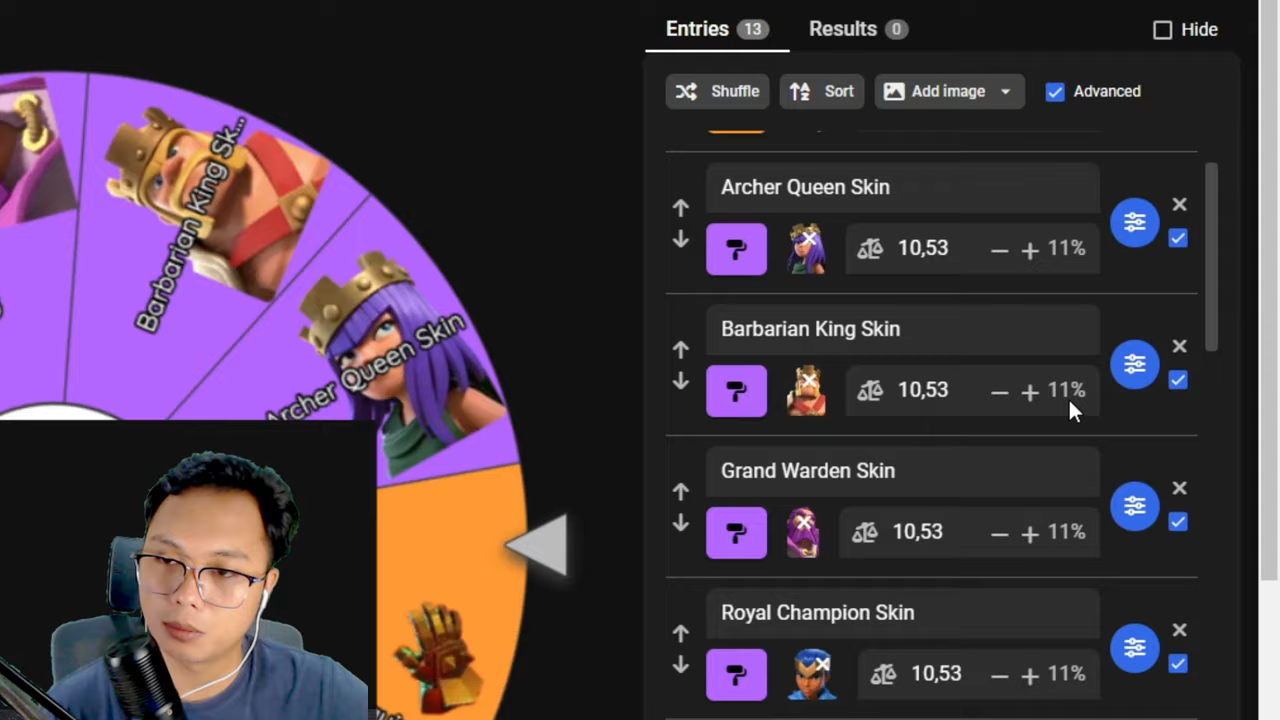 Entries 13 Results 0 Hide
Shuffle Sort Add image Advanced
Archer Queen Skin
10,53 − + 11%
Barbarian King Skin
10,53 − + 11%
Grand Warden Skin
10,53 − + 11%
Royal Champion Skin
10,53 − + 11%
Barbarian King Sk...
Archer Queen Skin